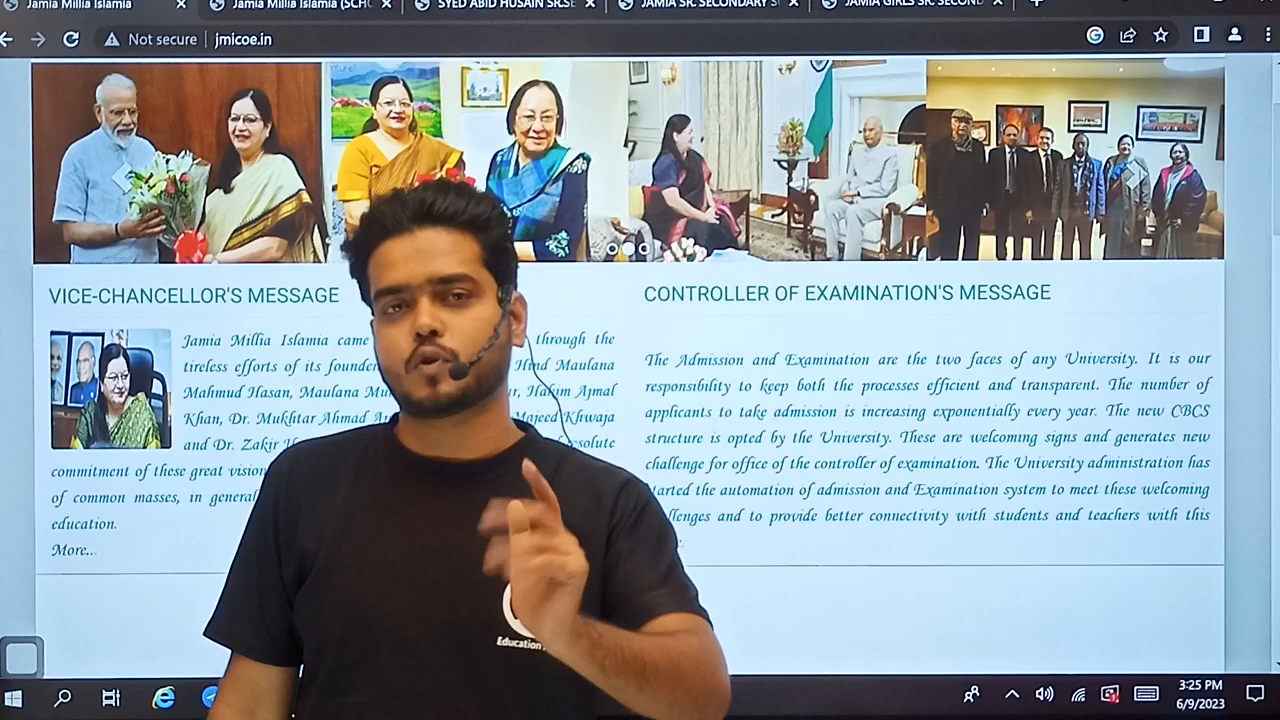 Jamia Millia Islamia
Jamia Millia Islamia (SCHO
SYED ABID HUSAIN SR.SE
JAMIA SR. SECONDARY S
JAMIA GIRLS SR. SECOND
Not secure
jmicoe.in
VICE-CHANCELLOR'S MESSAGE
Jamia Millia Islamia came through the
tireless efforts of its founder Hind Maulana
Mahmud Hasan, Maulana Hakim Ajmal
Khan, Dr. Mukhtar Ahmad Majeed Khwaja
and Dr. Zakir
commitment of these great vision
of common masses, in general
education.
More...
CONTROLLER OF EXAMINATION'S MESSAGE
The Admission and Examination are the two faces of any University. It is our
responsibility to keep both the processes efficient and transparent. The number of
applicants to take admission is increasing exponentially every year. The new CBCS
structure is opted by the University. These are welcoming signs and generates new
challenge for office of the controller of examination. The University administration has
started the automation of admission and Examination system to meet these welcoming
and to provide better connectivity with students and teachers with this
Education
3:25 PM
6/9/2023